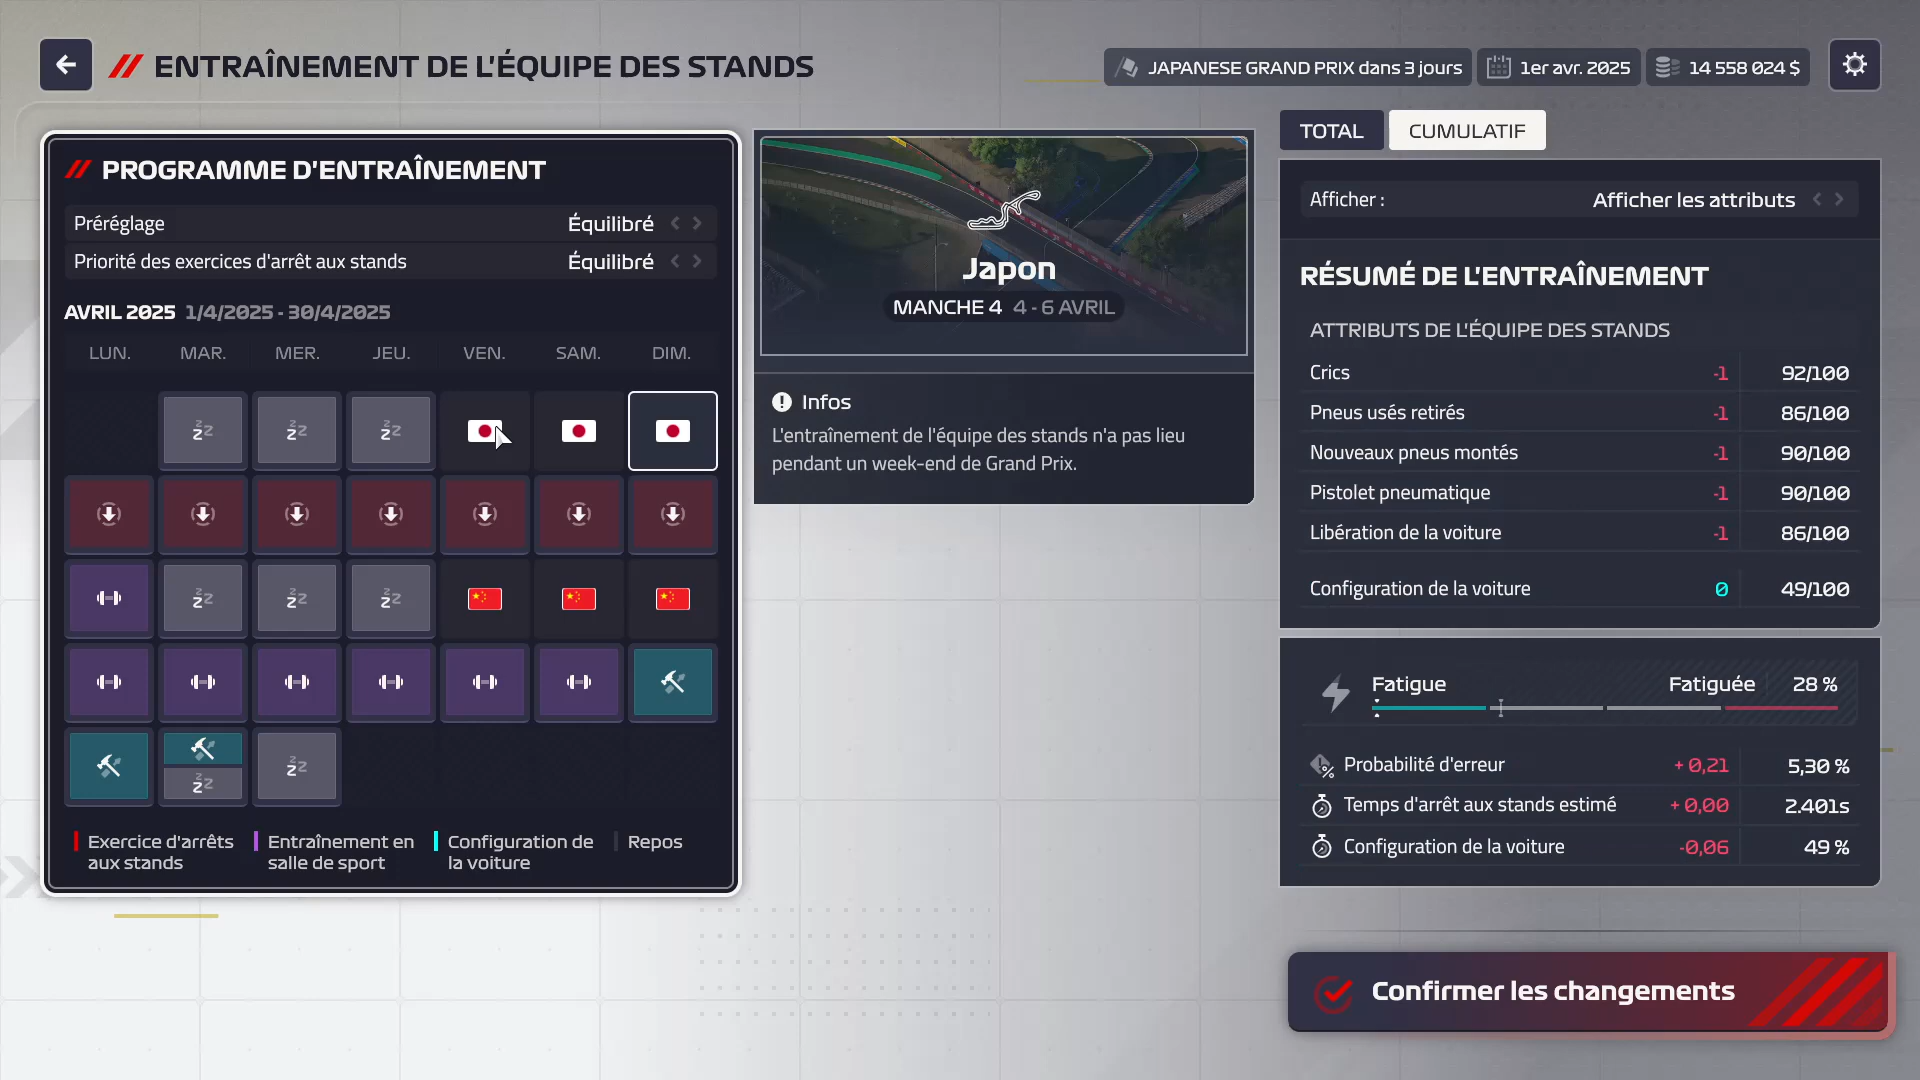 ENTRAÎNEMENT DE L'ÉQUIPE DES STANDS
JAPANESE GRAND PRIX dans 3 jours
1er avr. 2025
14 558 024 $
PROGRAMME D'ENTRAÎNEMENT
Préréglage
Équilibré
Priorité des exercices d'arrêt aux stands
Équilibré
AVRIL 2025 1/4/2025 - 30/4/2025
LUN. MAR. MER. JEU. VEN. SAM. DIM.
Exercice d'arrêts
aux stands
Entraînement en
salle de sport
Configuration de
la voiture
Repos
Japon
MANCHE 4 4 - 6 AVRIL
Infos
L'entraînement de l'équipe des stands n'a pas lieu
pendant un week-end de Grand Prix.
TOTAL
CUMULATIF
Afficher :
Afficher les attributs
RÉSUMÉ DE L'ENTRAÎNEMENT
ATTRIBUTS DE L'ÉQUIPE DES STANDS
Crics -1 92/100
Pneus usés retirés -1 86/100
Nouveaux pneus montés -1 90/100
Pistolet pneumatique -1 90/100
Libération de la voiture -1 86/100
Configuration de la voiture 0 49/100
Fatigue Fatiguée 28 %
Probabilité d'erreur + 0,21 5,30 %
Temps d'arrêt aux stands estimé + 0,00 2.401s
Configuration de la voiture -0,06 49 %
Confirmer les changements